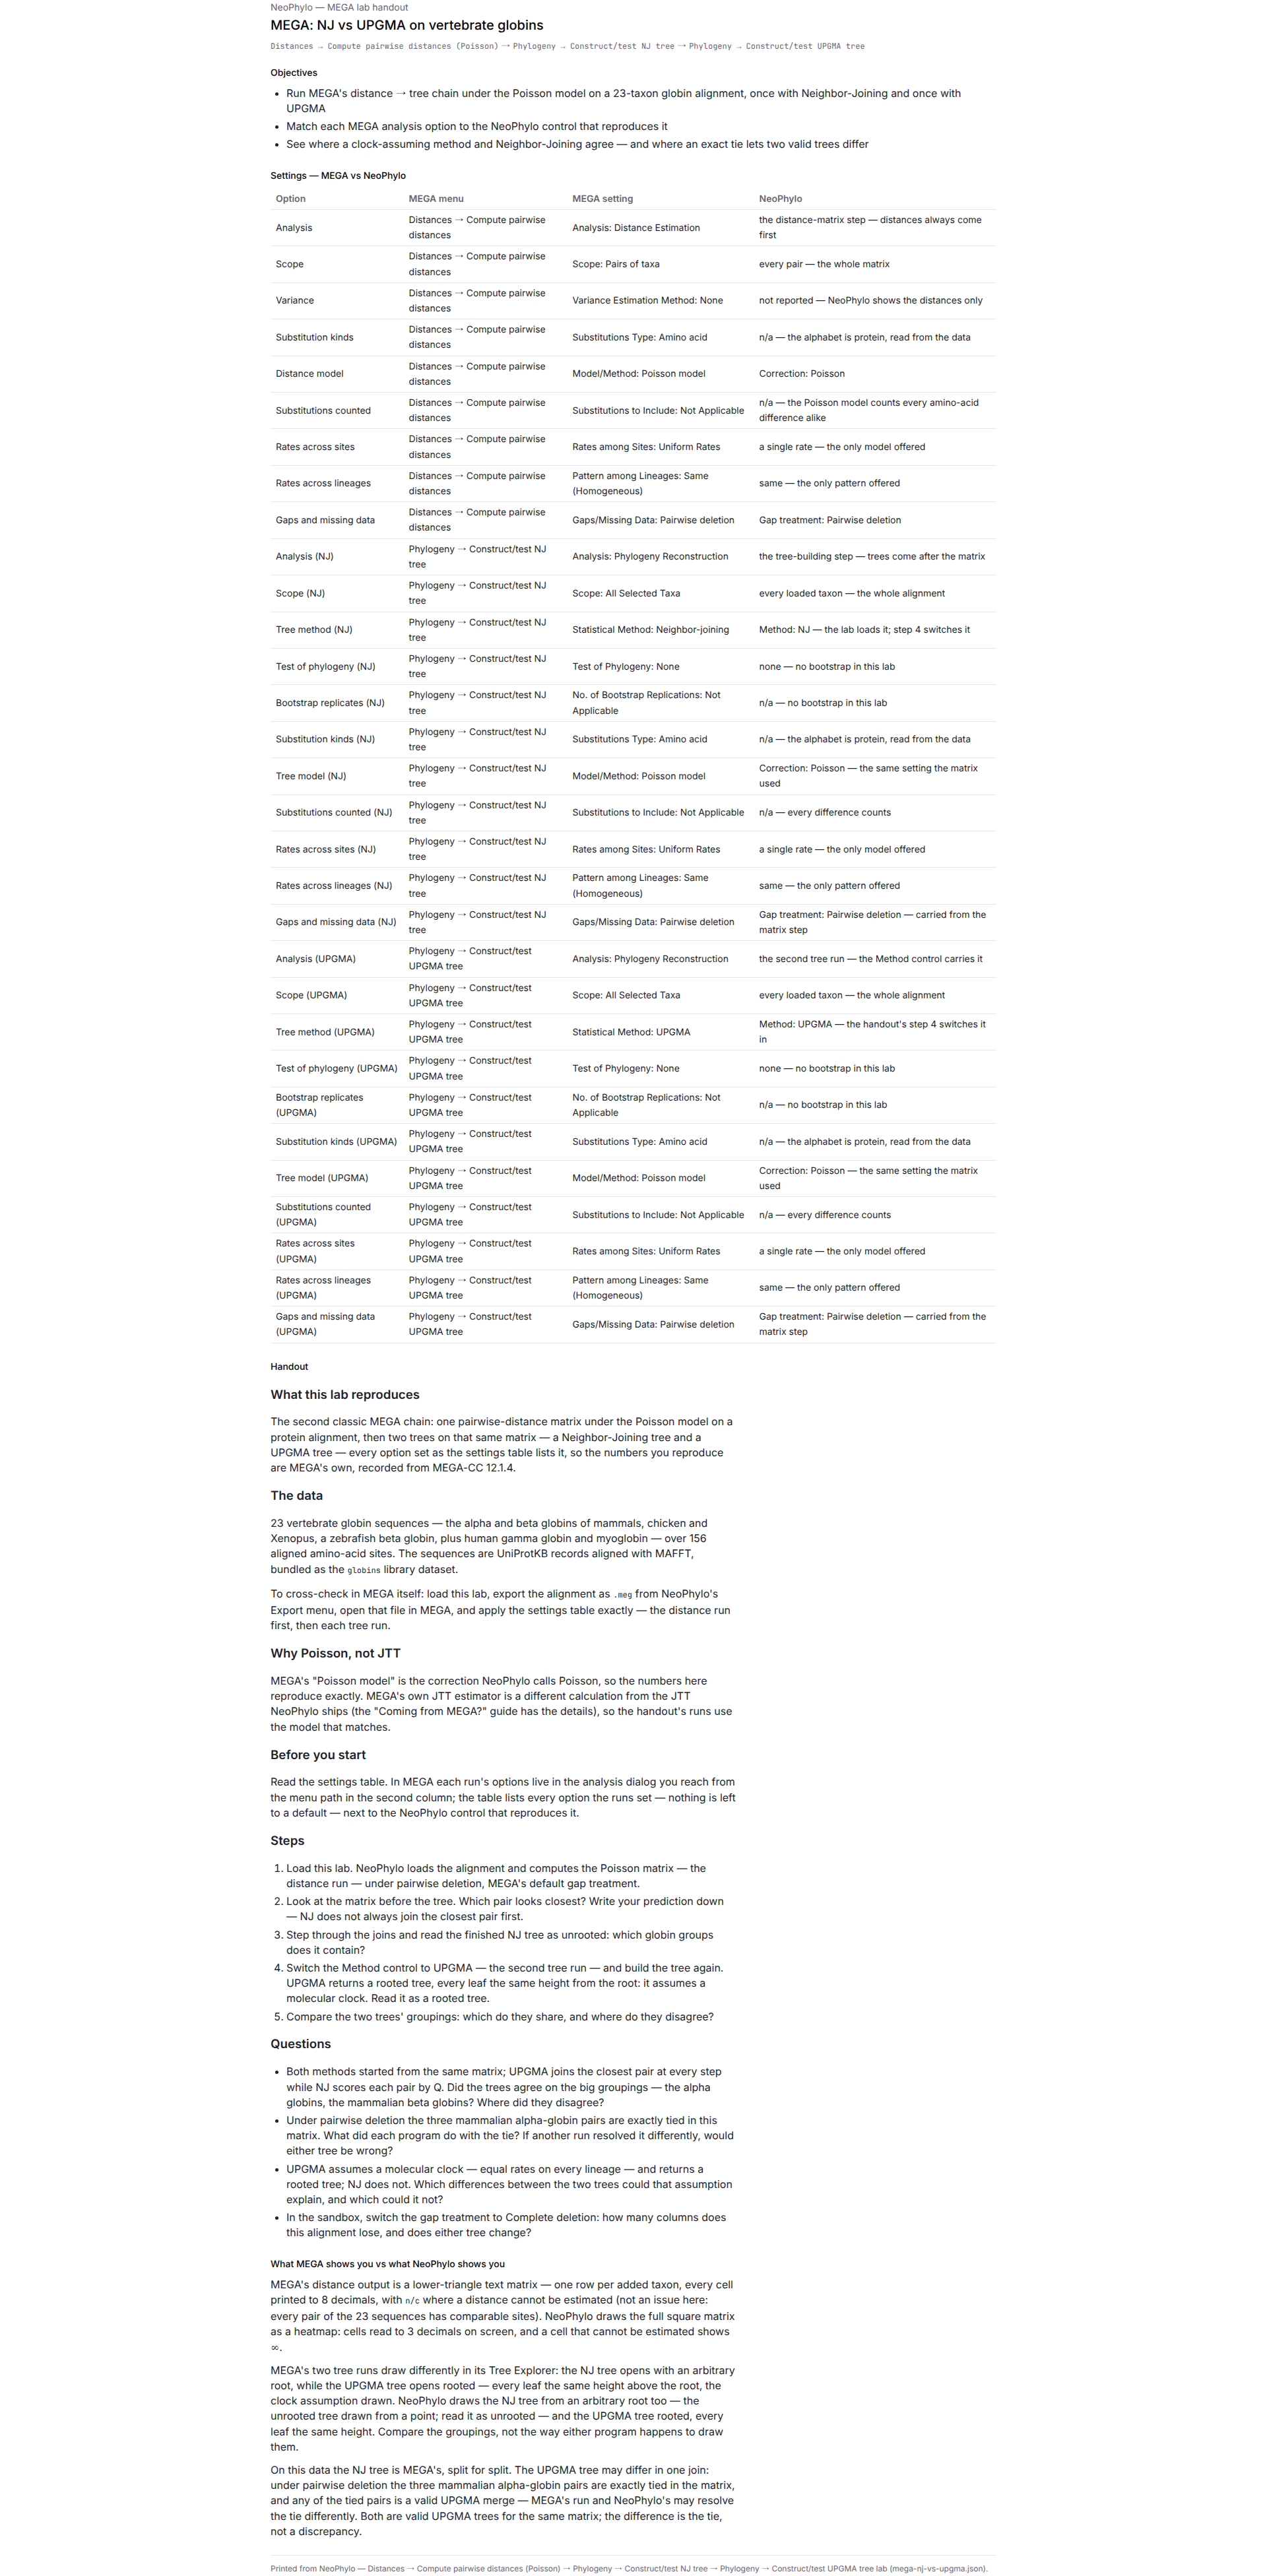 NeoPhylo — MEGA lab handout
MEGA: NJ vs UPGMA on vertebrate globins
Distances → Compute pairwise distances (Poisson) → Phylogeny → Construct/test NJ tree → Phylogeny → Construct/test UPGMA tree
Objectives
• Run MEGA's distance → tree chain under the Poisson model on a 23-taxon globin alignment, once with Neighbor-Joining and once with
UPGMA
• Match each MEGA analysis option to the NeoPhylo control that reproduces it
• See where a clock-assuming method and Neighbor-Joining agree — and where an exact tie lets two valid trees differ
Settings — MEGA vs NeoPhylo
Option MEGA menu MEGA setting NeoPhylo
Analysis Distances → Compute pairwise distances Analysis: Distance Estimation the distance-matrix step — distances always come first
Scope Distances → Compute pairwise distances Scope: Pairs of taxa every pair — the whole matrix
Variance Distances → Compute pairwise distances Variance Estimation Method: None not reported — NeoPhylo shows the distances only
Substitution kinds Distances → Compute pairwise distances Substitutions Type: Amino acid n/a — the alphabet is protein, read from the data
Distance model Distances → Compute pairwise distances Model/Method: Poisson model Correction: Poisson
Substitutions counted Distances → Compute pairwise distances Substitutions to Include: Not Applicable n/a — the Poisson model counts every amino-acid difference alike
Rates across sites Distances → Compute pairwise distances Rates among Sites: Uniform Rates a single rate — the only model offered
Rates across lineages Distances → Compute pairwise distances Pattern among Lineages: Same (Homogeneous) same — the only pattern offered
Gaps and missing data Distances → Compute pairwise distances Gaps/Missing Data: Pairwise deletion Gap treatment: Pairwise deletion
Analysis (NJ) Phylogeny → Construct/test NJ tree Analysis: Phylogeny Reconstruction the tree-building step — trees come after the matrix
Scope (NJ) Phylogeny → Construct/test NJ tree Scope: All Selected Taxa every loaded taxon — the whole alignment
Tree method (NJ) Phylogeny → Construct/test NJ tree Statistical Method: Neighbor-joining Method: NJ — the lab loads it; step 4 switches it
Test of phylogeny (NJ) Phylogeny → Construct/test NJ tree Test of Phylogeny: None none — no bootstrap in this lab
Bootstrap replicates (NJ) Phylogeny → Construct/test NJ tree No. of Bootstrap Replications: Not Applicable n/a — no bootstrap in this lab
Substitution kinds (NJ) Phylogeny → Construct/test NJ tree Substitutions Type: Amino acid n/a — the alphabet is protein, read from the data
Tree model (NJ) Phylogeny → Construct/test NJ tree Model/Method: Poisson model Correction: Poisson — the same setting the matrix used
Substitutions counted (NJ) Phylogeny → Construct/test NJ tree Substitutions to Include: Not Applicable n/a — every difference counts
Rates across sites (NJ) Phylogeny → Construct/test NJ tree Rates among Sites: Uniform Rates a single rate — the only model offered
Rates across lineages (NJ) Phylogeny → Construct/test NJ tree Pattern among Lineages: Same (Homogeneous) same — the only pattern offered
Gaps and missing data (NJ) Phylogeny → Construct/test NJ tree Gaps/Missing Data: Pairwise deletion Gap treatment: Pairwise deletion — carried from the matrix step
Analysis (UPGMA) Phylogeny → Construct/test UPGMA tree Analysis: Phylogeny Reconstruction the second tree run — the Method control carries it
Scope (UPGMA) Phylogeny → Construct/test UPGMA tree Scope: All Selected Taxa every loaded taxon — the whole alignment
Tree method (UPGMA) Phylogeny → Construct/test UPGMA tree Statistical Method: UPGMA Method: UPGMA — the handout's step 4 switches it in
Test of phylogeny (UPGMA) Phylogeny → Construct/test UPGMA tree Test of Phylogeny: None none — no bootstrap in this lab
Bootstrap replicates (UPGMA) Phylogeny → Construct/test UPGMA tree No. of Bootstrap Replications: Not Applicable n/a — no bootstrap in this lab
Substitution kinds (UPGMA) Phylogeny → Construct/test UPGMA tree Substitutions Type: Amino acid n/a — the alphabet is protein, read from the data
Tree model (UPGMA) Phylogeny → Construct/test UPGMA tree Model/Method: Poisson model Correction: Poisson — the same setting the matrix used
Substitutions counted (UPGMA) Phylogeny → Construct/test UPGMA tree Substitutions to Include: Not Applicable n/a — every difference counts
Rates across sites (UPGMA) Phylogeny → Construct/test UPGMA tree Rates among Sites: Uniform Rates a single rate — the only model offered
Rates across lineages (UPGMA) Phylogeny → Construct/test UPGMA tree Pattern among Lineages: Same (Homogeneous) same — the only pattern offered
Gaps and missing data (UPGMA) Phylogeny → Construct/test UPGMA tree Gaps/Missing Data: Pairwise deletion Gap treatment: Pairwise deletion — carried from the matrix step
Handout
What this lab reproduces
The second classic MEGA chain: one pairwise-distance matrix under the Poisson model on a
protein alignment, then two trees on that same matrix — a Neighbor-Joining tree and a
UPGMA tree — every option set as the settings table lists it, so the numbers you reproduce
are MEGA's own, recorded from MEGA-CC 12.1.4.
The data
23 vertebrate globin sequences — the alpha and beta globins of mammals, chicken and
Xenopus, a zebrafish beta globin, plus human gamma globin and myoglobin — over 156
aligned amino-acid sites. The sequences are UniProtKB records aligned with MAFFT,
bundled as the globins library dataset.
To cross-check in MEGA itself: load this lab, export the alignment as .meg from NeoPhylo's
Export menu, open that file in MEGA, and apply the settings table exactly — the distance run
first, then each tree run.
Why Poisson, not JTT
MEGA's "Poisson model" is the correction NeoPhylo calls Poisson, so the numbers here
reproduce exactly. MEGA's own JTT estimator is a different calculation from the JTT
NeoPhylo ships (the "Coming from MEGA?" guide has the details), so the handout's runs use
the model that matches.
Before you start
Read the settings table. In MEGA each run's options live in the analysis dialog you reach from
the menu path in the second column; the table lists every option the runs set — nothing is left
to a default — next to the NeoPhylo control that reproduces it.
Steps
1. Load this lab. NeoPhylo loads the alignment and computes the Poisson matrix — the
distance run — under pairwise deletion, MEGA's default gap treatment.
2. Look at the matrix before the tree. Which pair looks closest? Write your prediction down
— NJ does not always join the closest pair first.
3. Step through the joins and read the finished NJ tree as unrooted: which globin groups
does it contain?
4. Switch the Method control to UPGMA — the second tree run — and build the tree again.
UPGMA returns a rooted tree, every leaf the same height from the root: it assumes a
molecular clock. Read it as a rooted tree.
5. Compare the two trees' groupings: which do they share, and where do they disagree?
Questions
• Both methods started from the same matrix; UPGMA joins the closest pair at every step
while NJ scores each pair by Q. Did the trees agree on the big groupings — the alpha
globins, the mammalian beta globins? Where did they disagree?
• Under pairwise deletion the three mammalian alpha-globin pairs are exactly tied in this
matrix. What did each program do with the tie? If another run resolved it differently, would
either tree be wrong?
• UPGMA assumes a molecular clock — equal rates on every lineage — and returns a
rooted tree; NJ does not. Which differences between the two trees could that assumption
explain, and which could it not?
• In the sandbox, switch the gap treatment to Complete deletion: how many columns does
this alignment lose, and does either tree change?
What MEGA shows you vs what NeoPhylo shows you
MEGA's distance output is a lower-triangle text matrix — one row per added taxon, every cell
printed to 8 decimals, with n/c where a distance cannot be estimated (not an issue here:
every pair of the 23 sequences has comparable sites). NeoPhylo draws the full square matrix
as a heatmap: cells read to 3 decimals on screen, and a cell that cannot be estimated shows
∞.
MEGA's two tree runs draw differently in its Tree Explorer: the NJ tree opens with an arbitrary
root, while the UPGMA tree opens rooted — every leaf the same height above the root, the
clock assumption drawn. NeoPhylo draws the NJ tree from an arbitrary root too — the
unrooted tree drawn from a point; read it as unrooted — and the UPGMA tree rooted, every
leaf the same height. Compare the groupings, not the way either program happens to draw
them.
On this data the NJ tree is MEGA's, split for split. The UPGMA tree may differ in one join:
under pairwise deletion the three mammalian alpha-globin pairs are exactly tied in the matrix,
and any of the tied pairs is a valid UPGMA merge — MEGA's run and NeoPhylo's may resolve
the tie differently. Both are valid UPGMA trees for the same matrix; the difference is the tie,
not a discrepancy.
Printed from NeoPhylo — Distances → Compute pairwise distances (Poisson) → Phylogeny → Construct/test NJ tree → Phylogeny → Construct/test UPGMA tree lab (mega-nj-vs-upgma.json).